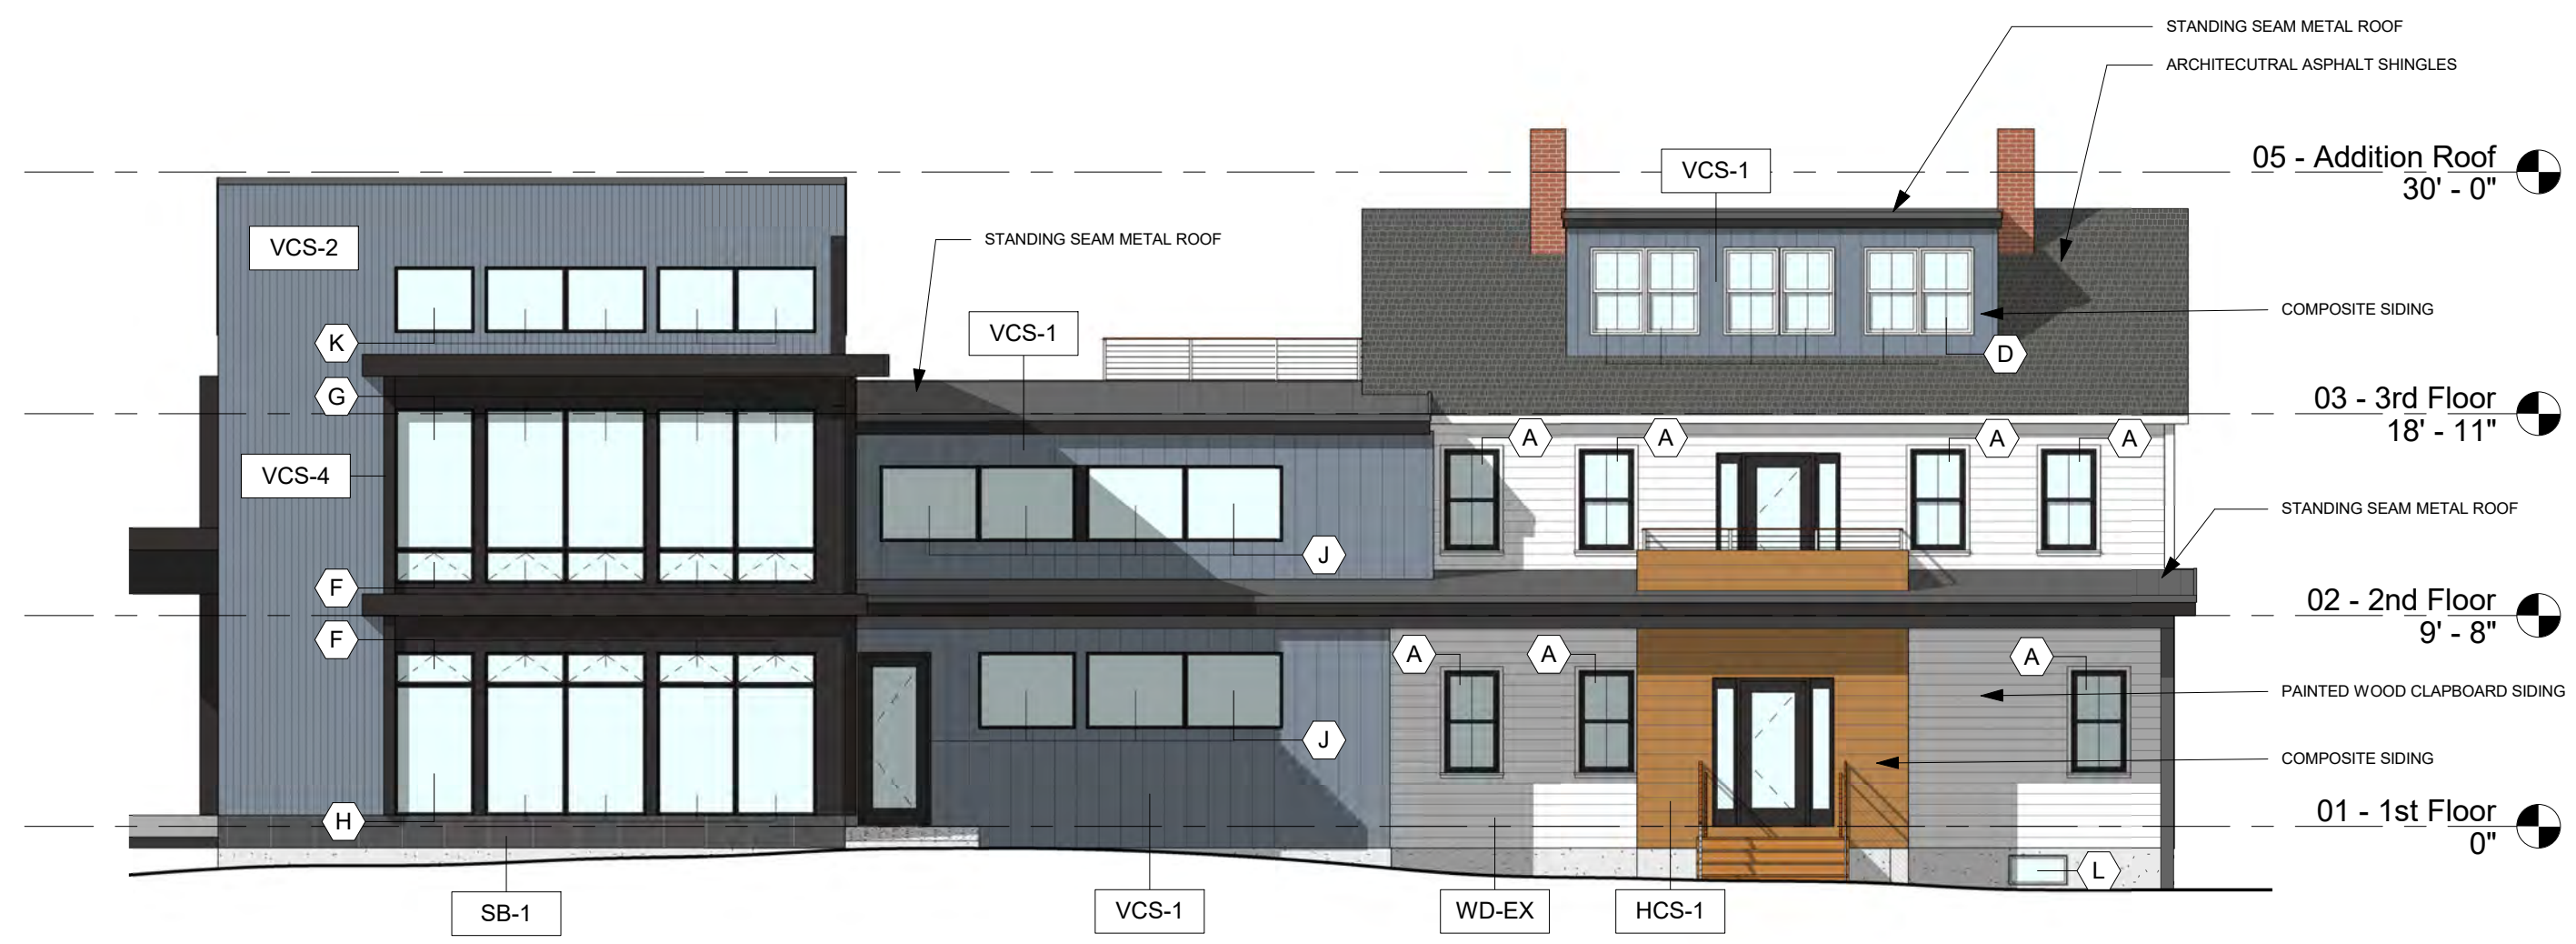 STANDING SEAM METAL ROOF
ARCHITECUTRAL ASPHALT SHINGLES
05 - Addition Roof
30' - 0"
VCS-1
VCS-2
STANDING SEAM METAL ROOF
COMPOSITE SIDING
VCS-1
K
D
G
03 - 3rd Floor
18' - 11"
A
A
A
A
VCS-4
STANDING SEAM METAL ROOF
J
F
02 - 2nd Floor
9' - 8"
F
A
A
A
PAINTED WOOD CLAPBOARD SIDING
J
COMPOSITE SIDING
H
01 - 1st Floor
0"
L
SB-1
VCS-1
WD-EX
HCS-1